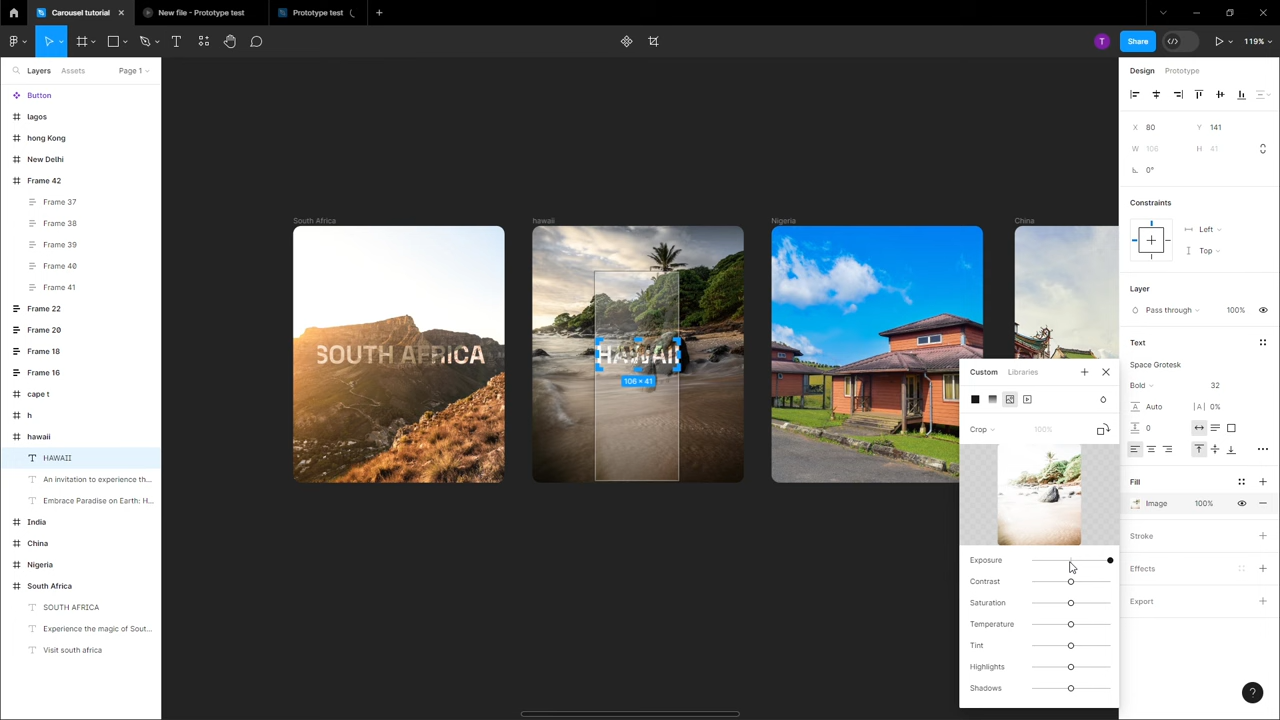 Carousel tutorial
New file - Prototype test
Prototype test
T
Share
119%
Layers
Assets
Page 1
Button
lagos
hong Kong
New Delhi
Frame 42
Frame 37
Frame 38
Frame 39
Frame 40
Frame 41
Frame 22
Frame 20
Frame 18
Frame 16
cape t
h
hawaii
HAWAII
An invitation to experience th...
Embrace Paradise on Earth: H...
India
China
Nigeria
South Africa
SOUTH AFRICA
Experience the magic of Sout...
Visit south africa
South Africa
hawaii
Nigeria
China
SOUTH AFRICA
HAWAII
106 × 41
Custom
Libraries
Crop
100%
Exposure
Contrast
Saturation
Temperature
Tint
Highlights
Shadows
Design
Prototype
X 80
Y 141
W 106
H 41
0°
Constraints
Left
Top
Layer
Pass through
100%
Text
Space Grotesk
Bold
32
Auto
|A| 0%
0
Fill
Image
100%
Stroke
Effects
Export
?